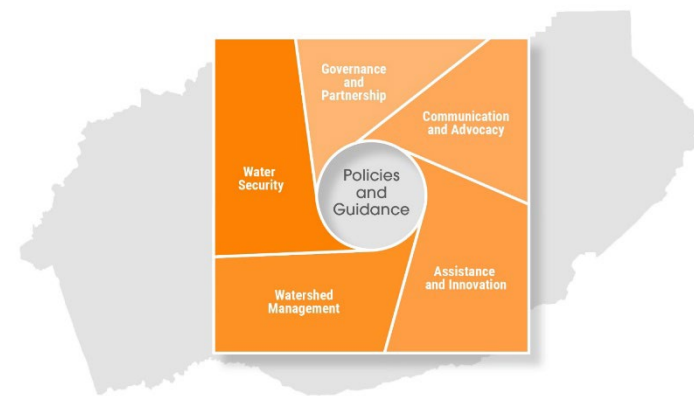 Governance
and
Partnership
Communication
and Advocacy
Water
Security
Policies
and
Guidance
Assistance
and Innovation
Watershed
Management